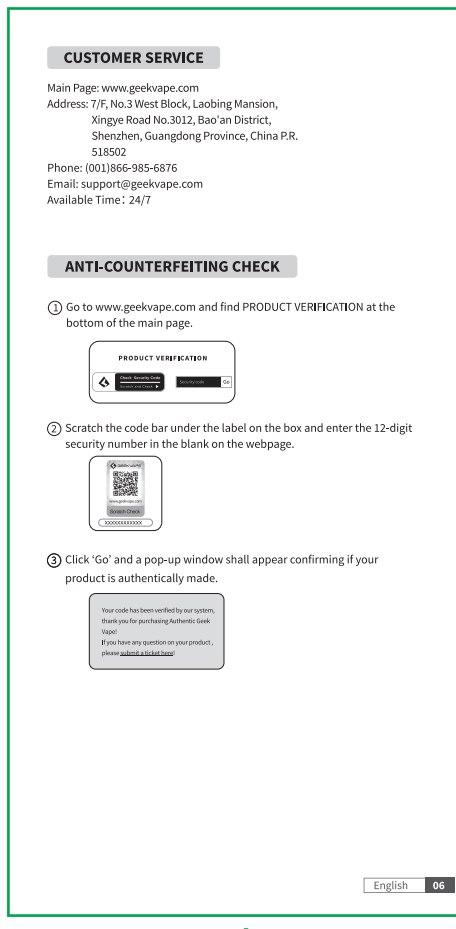 CUSTOMER SERVICE
Main Page: www.geekvape.com
Address: 7/F, No.3 West Block, Laobing Mansion,
Xingye Road No.3012, Bao'an District,
Shenzhen, Guangdong Province, China P.R.
518502
Phone: (001)866-985-6876
Email: support@geekvape.com
Available Time: 24/7
ANTI-COUNTERFEITING CHECK
① Go to www.geekvape.com and find PRODUCT VERIFICATION at the
bottom of the main page.
PRODUCT VERIFICATION
Check Security Code
Scratch and Check
Security code
Go
② Scratch the code bar under the label on the box and enter the 12-digit
security number in the blank on the webpage.
GEEK VAPE
www.geekvape.com
Scratch Check
XXXXXXXXXXXX
③ Click ‘Go’ and a pop-up window shall appear confirming if your
product is authentically made.
Your code has been verified by our system,
thank you for purchasing Authentic Geek
Vape!
If you have any question on your product ,
please submit a ticket here!
English 06